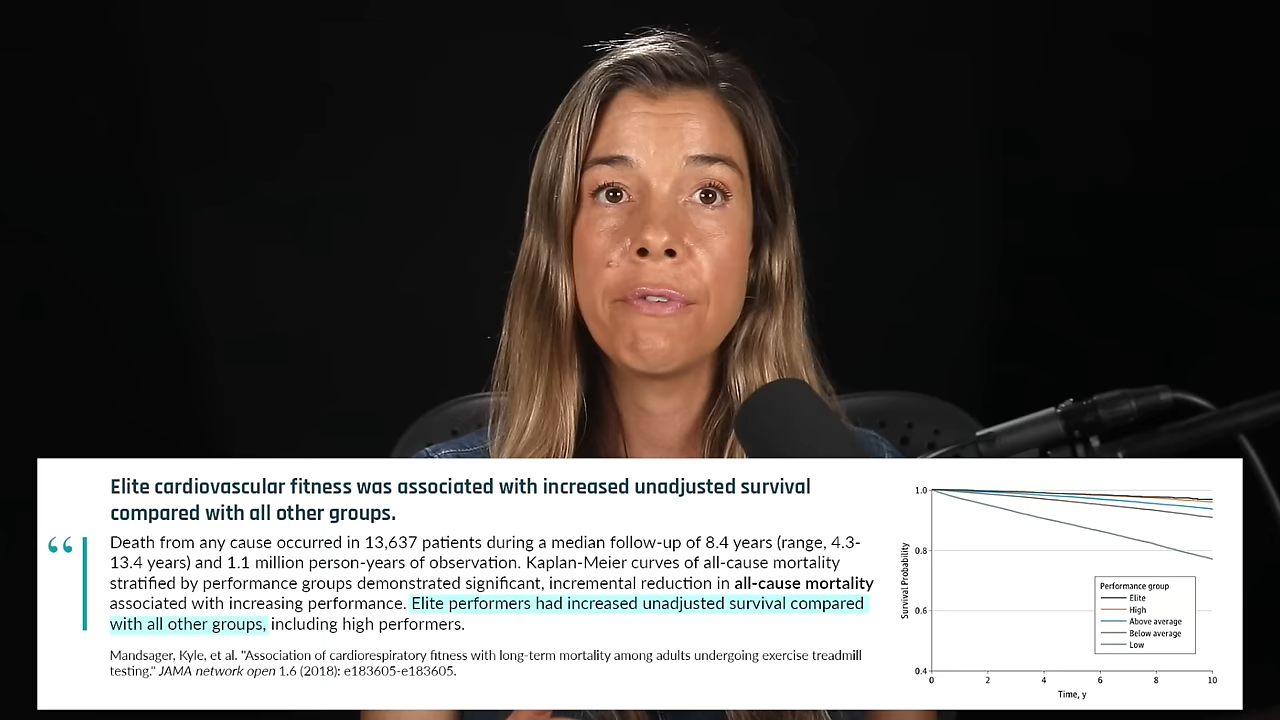 Elite cardiovascular fitness was associated with increased unadjusted survival
compared with all other groups.
“
Death from any cause occurred in 13,637 patients during a median follow-up of 8.4 years (range, 4.3-
13.4 years) and 1.1 million person-years of observation. Kaplan-Meier curves of all-cause mortality
stratified by performance groups demonstrated significant, incremental reduction in all-cause mortality
associated with increasing performance. Elite performers had increased unadjusted survival compared
with all other groups, including high performers.
Mandsager, Kyle, et al. "Association of cardiorespiratory fitness with long-term mortality among adults undergoing exercise treadmill
testing." JAMA network open 1.6 (2018): e183605-e183605.
Survival Probability
1.0
0.8
0.6
0.4
0 2 4 6 8 10
Time, y
Performance group
Elite
High
Above average
Below average
Low